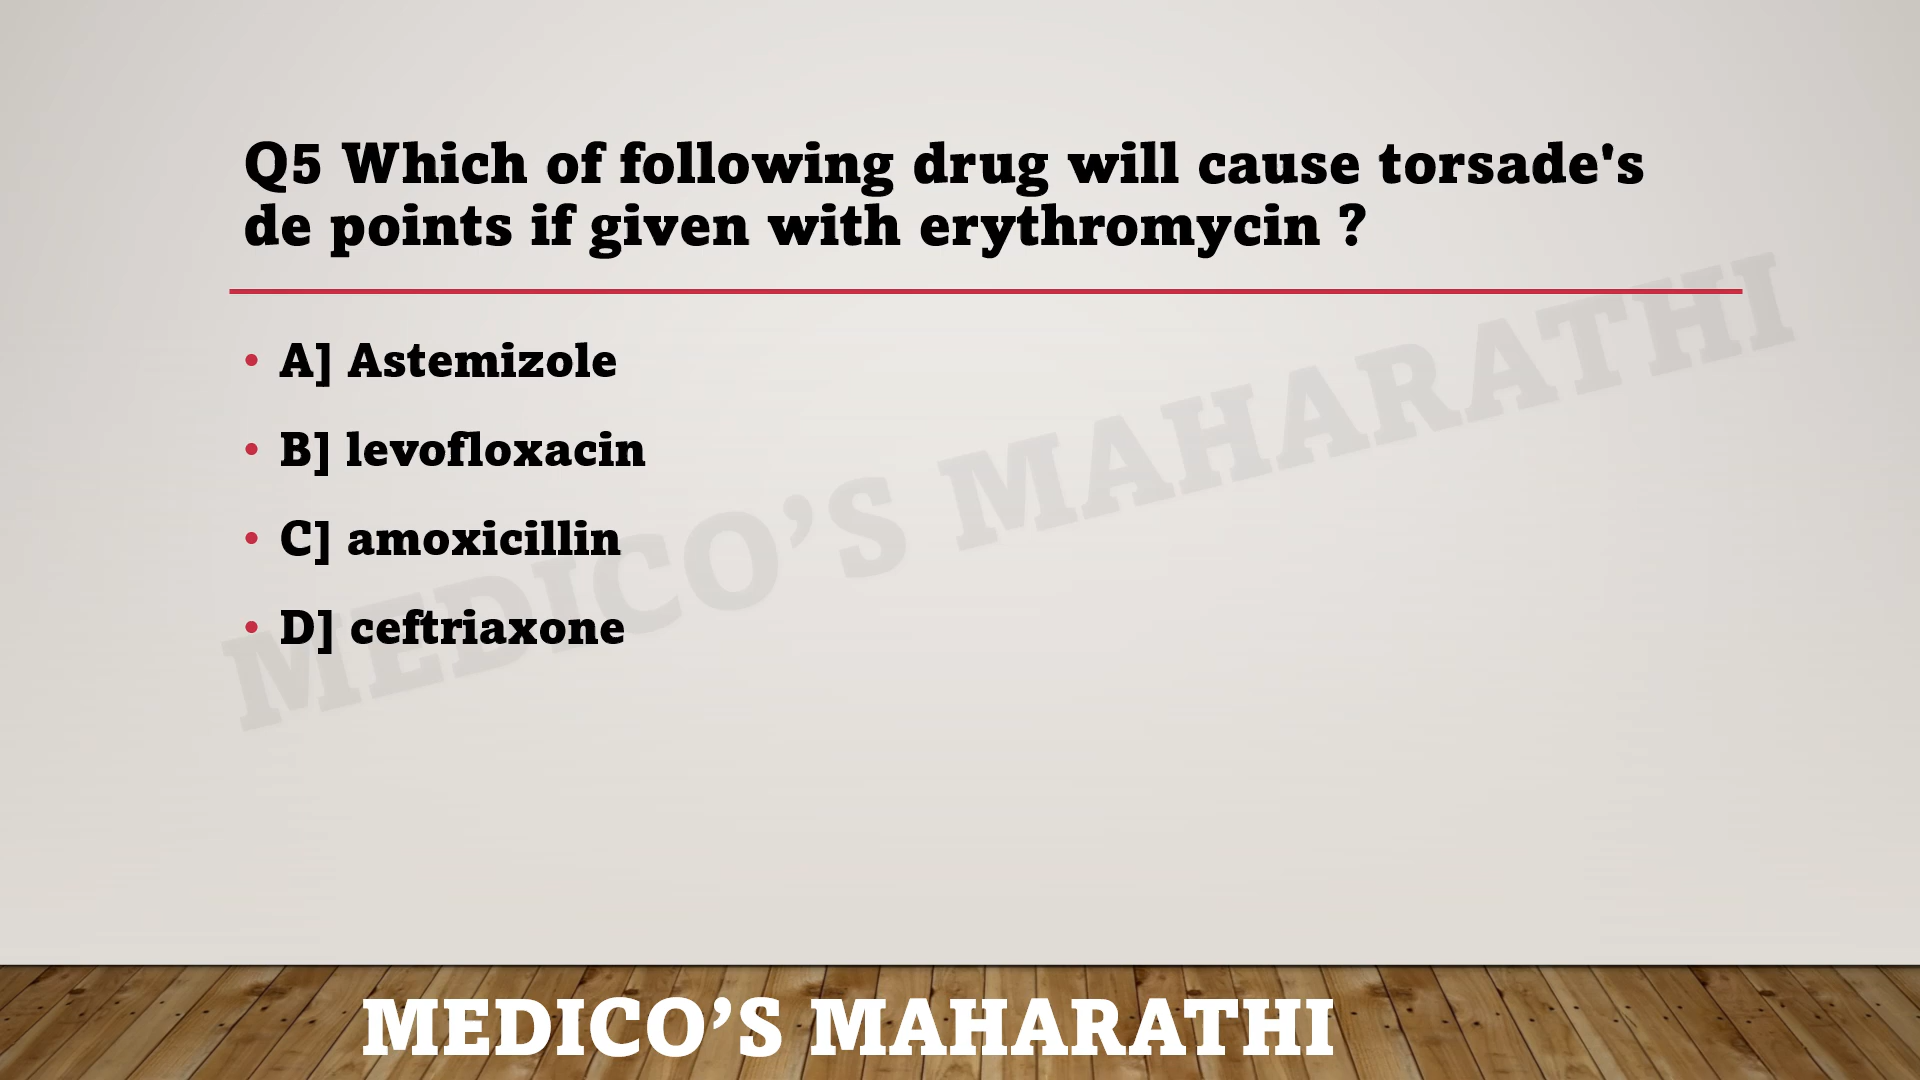 Q5 Which of following drug will cause torsade's
de points if given with erythromycin ?
• A] Astemizole
• B] levofloxacin
• C] amoxicillin
• D] ceftriaxone
MEDICO’S MAHARATHI
MEDICO’S MAHARATHI